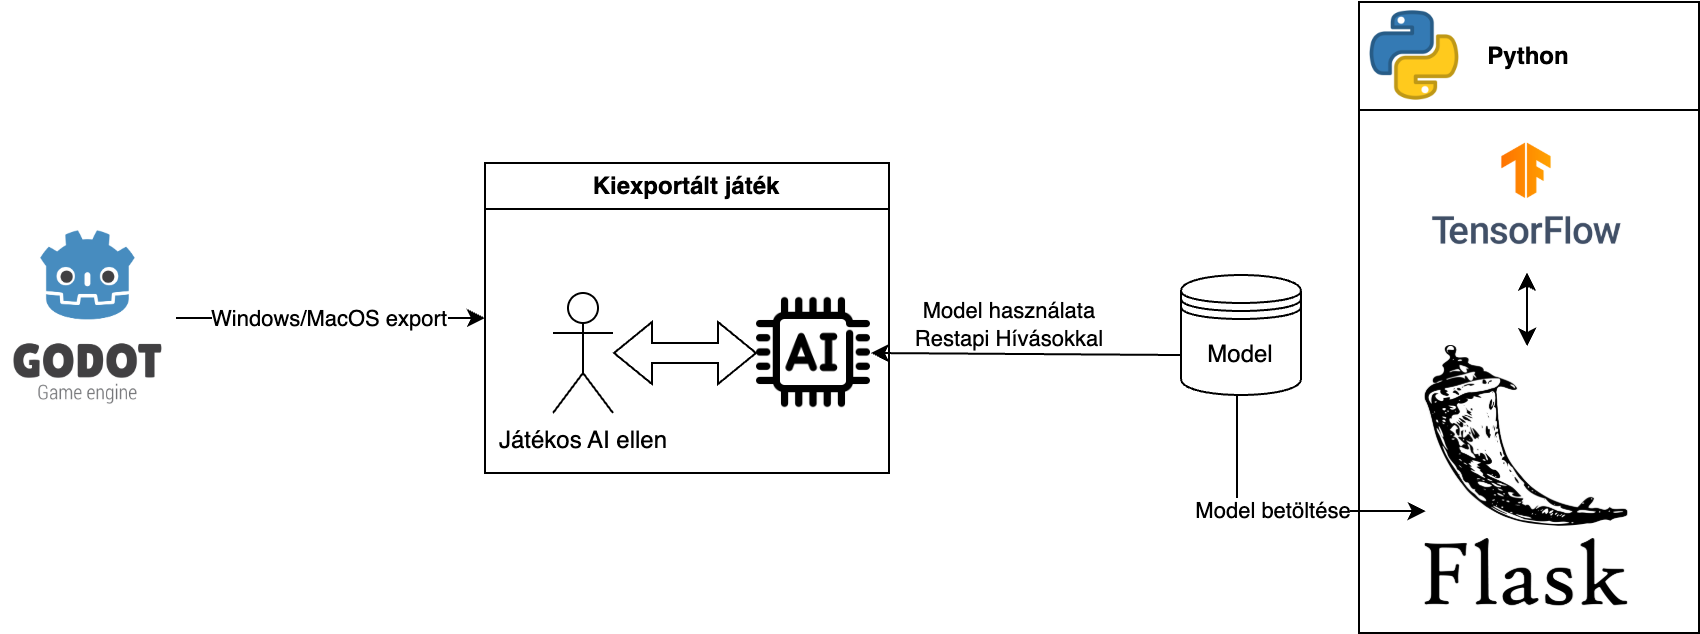 Python
TensorFlow
Kiexportált játék
GODOT
Game engine
Windows/MacOS export
AI
Játékos AI ellen
Model használata
Restapi Hívásokkal
Model
Model betöltése
Flask